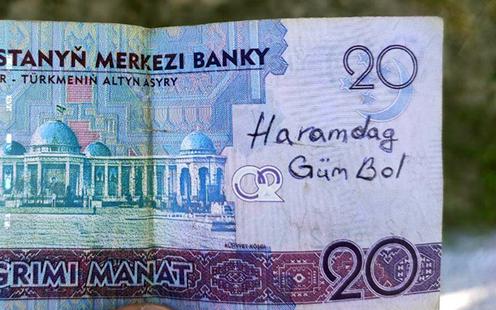 STANYŇ MERKEZI BANKY
R - TÜRKMENIŇ ALTYN ASYRY
20
Haramdag
Güm Bol
GRIMI MANAT
20